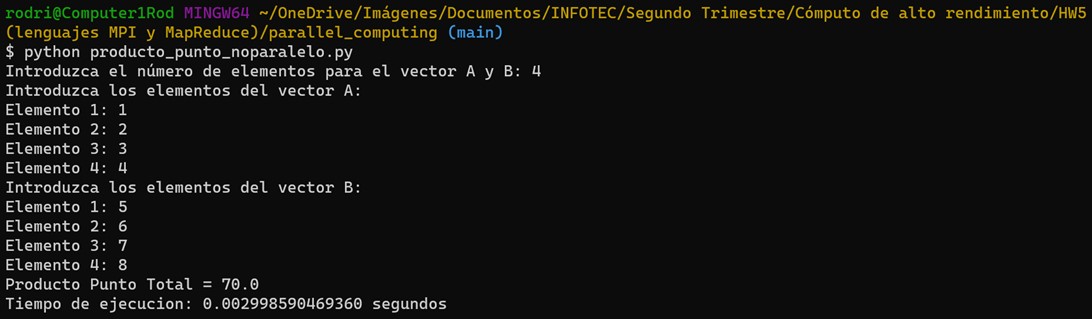 rodri@Computer1Rod MINGW64 ~/OneDrive/Imágenes/Documentos/INFOTEC/Segundo Trimestre/Cómputo de alto rendimiento/HW5
(lenguajes MPI y MapReduce)/parallel_computing (main)
$ python producto_punto_noparalelo.py
Introduzca el número de elementos para el vector A y B: 4
Introduzca los elementos del vector A:
Elemento 1: 1
Elemento 2: 2
Elemento 3: 3
Elemento 4: 4
Introduzca los elementos del vector B:
Elemento 1: 5
Elemento 2: 6
Elemento 3: 7
Elemento 4: 8
Producto Punto Total = 70.0
Tiempo de ejecucion: 0.002998590469360 segundos